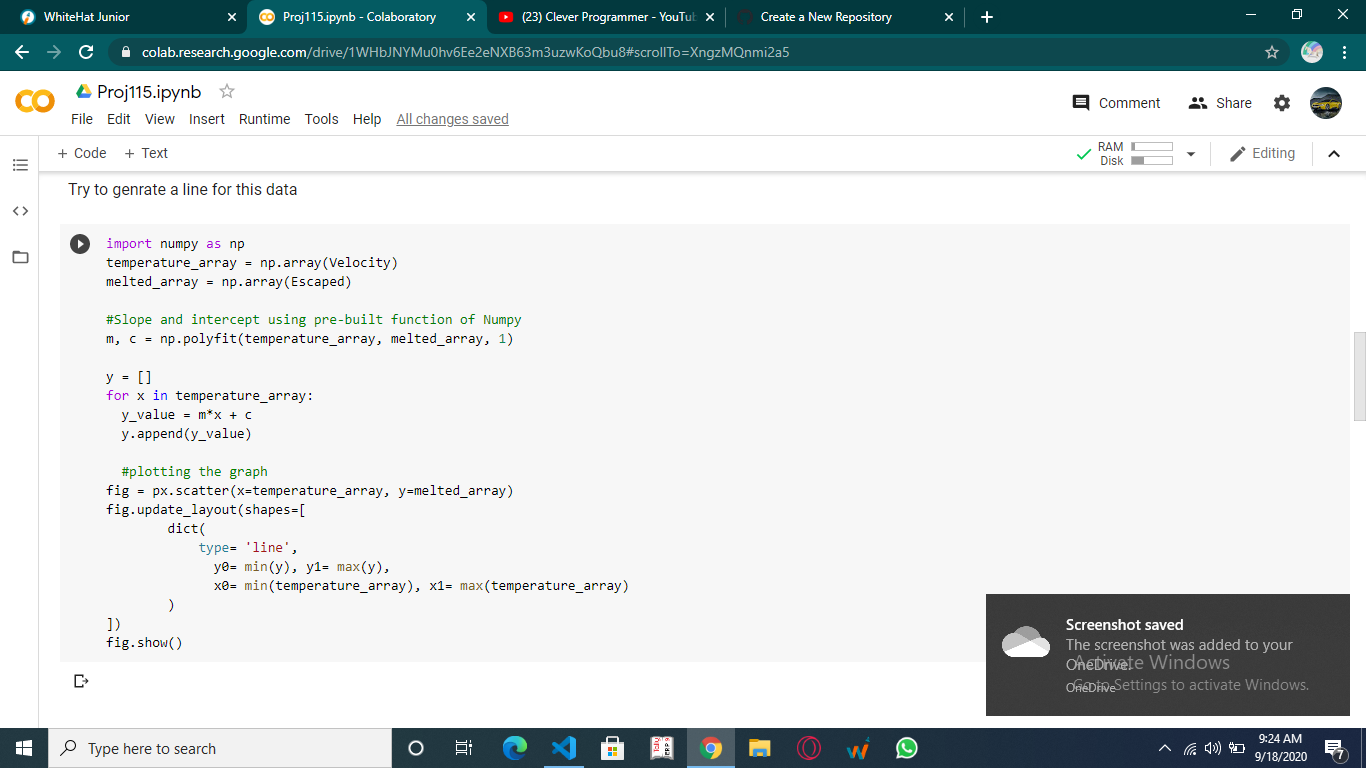 WhiteHat Junior
Proj115.ipynb - Colaboratory
(23) Clever Programmer - YouTub
Create a New Repository
colab.research.google.com/drive/1WHbJNYMu0hv6Ee2eNXB63m3uzwKoQbu8#scrollTo=XngzMQnmi2a5
Proj115.ipynb
Comment
Share
File Edit View Insert Runtime Tools Help All changes saved
+ Code + Text
RAM
Disk
Editing
Try to genrate a line for this data
import numpy as np
temperature_array = np.array(Velocity)
melted_array = np.array(Escaped)
#Slope and intercept using pre-built function of Numpy
m, c = np.polyfit(temperature_array, melted_array, 1)
y = []
for x in temperature_array:
y_value = m*x + c
y.append(y_value)
#plotting the graph
fig = px.scatter(x=temperature_array, y=melted_array)
fig.update_layout(shapes=[
dict(
type= 'line',
y0= min(y), y1= max(y),
x0= min(temperature_array), x1= max(temperature_array)
)
])
fig.show()
Screenshot saved
The screenshot was added to your
OneDrive.
OneDrive
Activate Windows
Go to Settings to activate Windows.
Type here to search
9:24 AM
9/18/2020
7